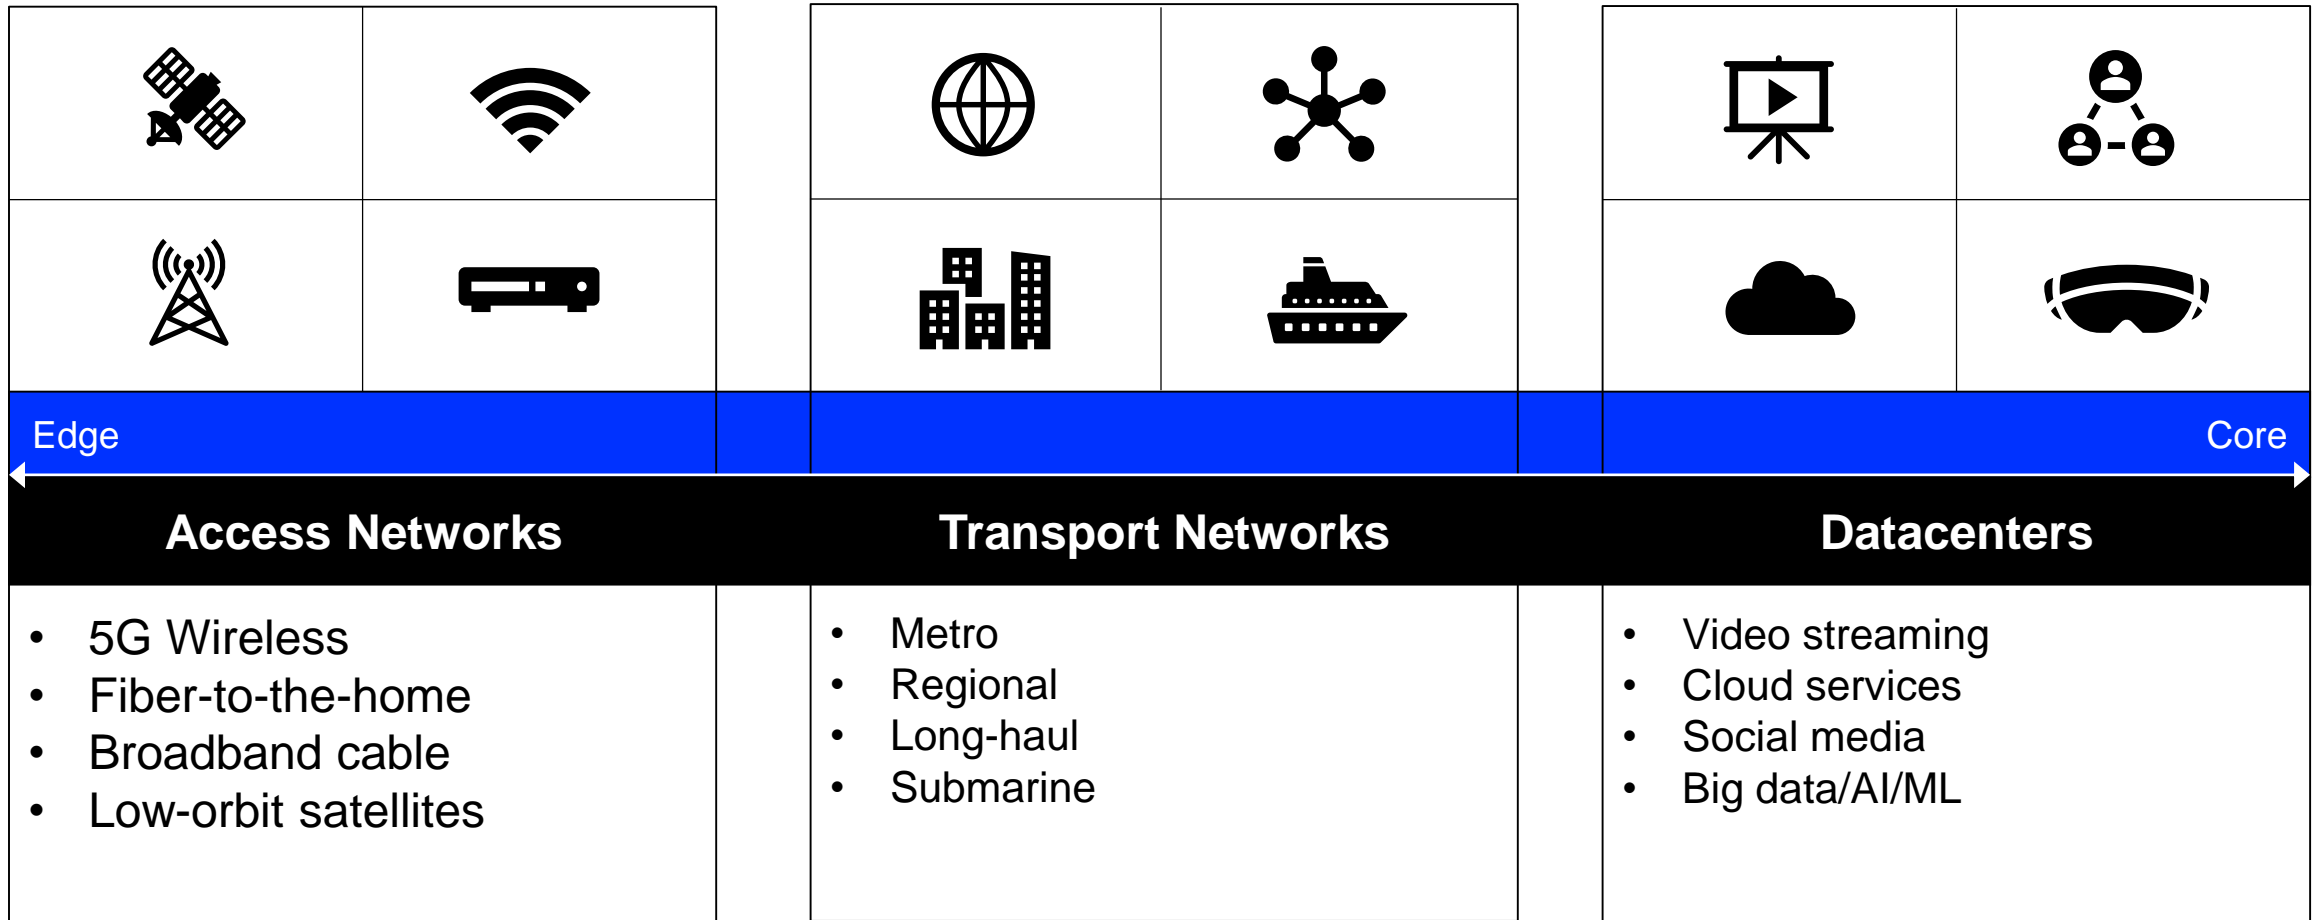 Edge
Core
Access Networks
Transport Networks
Datacenters
• 5G Wireless
• Fiber-to-the-home
• Broadband cable
• Low-orbit satellites
• Metro
• Regional
• Long-haul
• Submarine
• Video streaming
• Cloud services
• Social media
• Big data/AI/ML